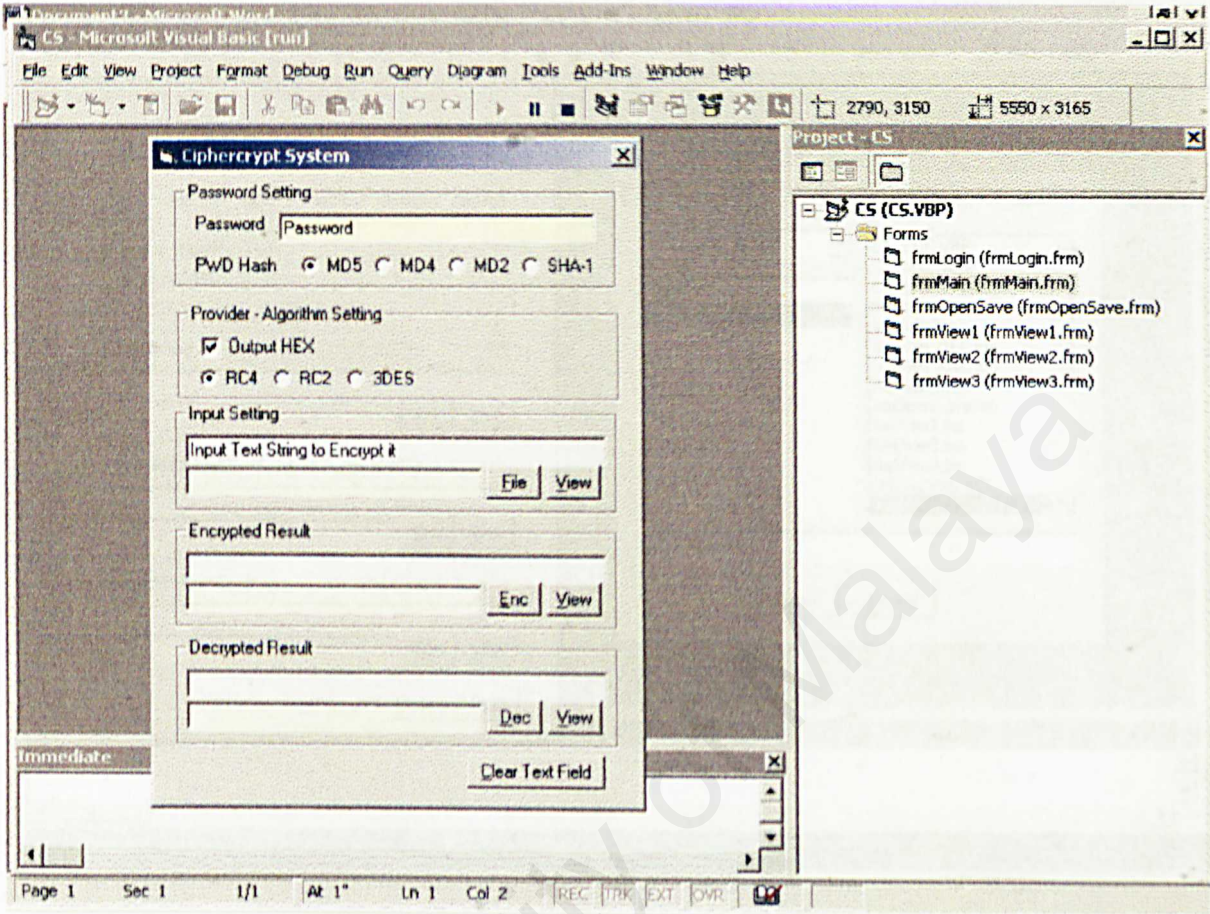 Document1 - Microsoft Word
CS - Microsoft Visual Basic [run]
File Edit View Project Format Debug Run Query Diagram Tools Add-Ins Window Help
2790, 3150 5550 x 3165
Ciphercrypt System
Password Setting
Password Password
PWD Hash MD5 MD4 MD2 SHA-1
Provider - Algorithm Setting
Output HEX
RC4 RC2 3DES
Input Setting
Input Text String to Encrypt it
File View
Encrypted Result
Enc View
Decrypted Result
Dec View
Clear Text Field
Project - CS
CS (CS.VBP)
Forms
frmLogin (frmLogin.frm)
frmMain (frmMain.frm)
frmOpenSave (frmOpenSave.frm)
frmView1 (frmView1.frm)
frmView2 (frmView2.frm)
frmView3 (frmView3.frm)
Immediate
Page 1 Sec 1 1/1 At 1" Ln 1 Col 2 REC TRK EXT OVR
Malaya